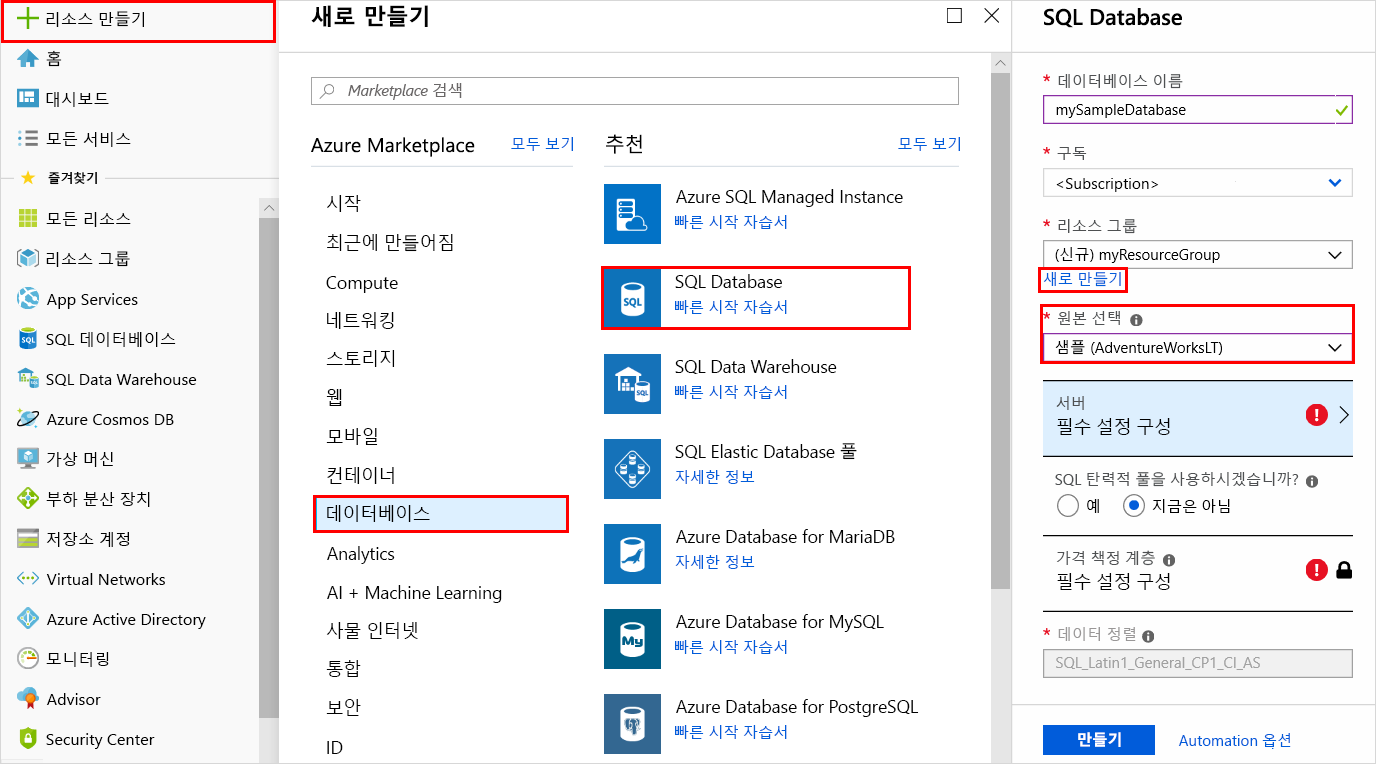 리소스 만들기
홈
대시보드
모든 서비스
즐겨찾기
모든 리소스
리소스 그룹
App Services
SQL 데이터베이스
SQL Data Warehouse
Azure Cosmos DB
가상 머신
부하 분산 장치
저장소 계정
Virtual Networks
Azure Active Directory
모니터링
Advisor
Security Center
새로 만들기
Marketplace 검색
Azure Marketplace
모두 보기
시작
최근에 만들어짐
Compute
네트워킹
스토리지
웹
모바일
컨테이너
데이터베이스
Analytics
AI + Machine Learning
사물 인터넷
통합
보안
ID
추천
모두 보기
Azure SQL Managed Instance
빠른 시작 자습서
SQL
SQL Database
빠른 시작 자습서
SQL Data Warehouse
빠른 시작 자습서
SQL Elastic Database 풀
자세한 정보
Azure Database for MariaDB
자세한 정보
My
Azure Database for MySQL
빠른 시작 자습서
Azure Database for PostgreSQL
빠른 시작 자습서
SQL Database
* 데이터베이스 이름
mySampleDatabase
* 구독
<Subscription>
* 리소스 그룹
(신규) myResourceGroup
새로 만들기
* 원본 선택
샘플 (AdventureWorksLT)
서버
필수 설정 구성
SQL 탄력적 풀을 사용하시겠습니까?
예
지금은 아님
가격 책정 계층
필수 설정 구성
* 데이터 정렬
SQL_Latin1_General_CP1_CI_AS
만들기
Automation 옵션